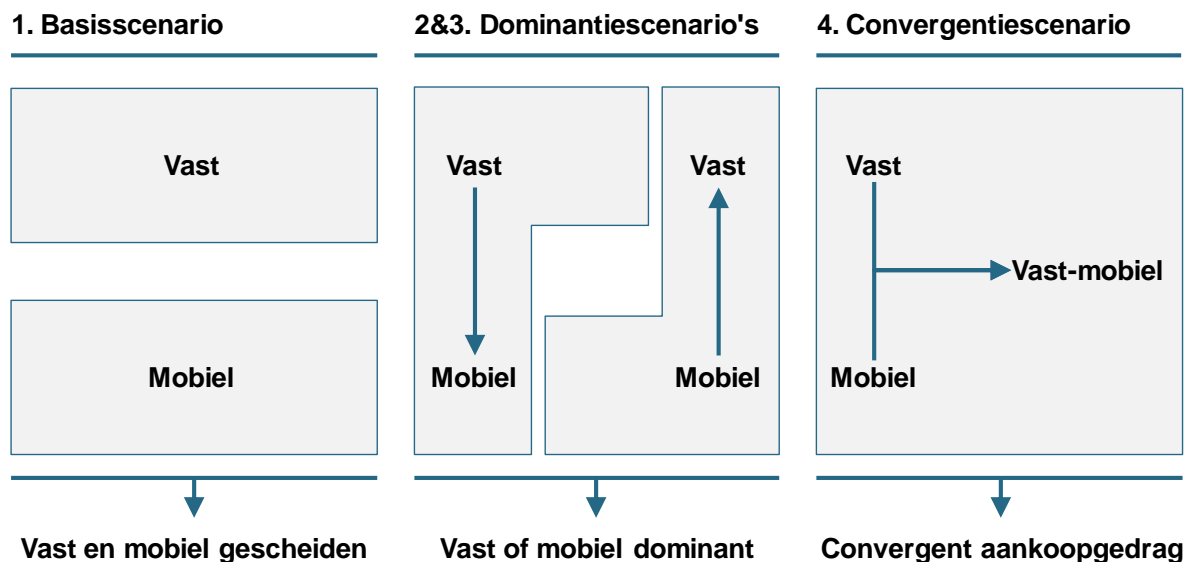 1. Basisscenario
Vast
Mobiel
Vast en mobiel gescheiden
2&3. Dominantiescenario's
Vast
Vast
Mobiel
Mobiel
Vast of mobiel dominant
4. Convergentiescenario
Vast
Vast-mobiel
Mobiel
Convergent aankoopgedrag